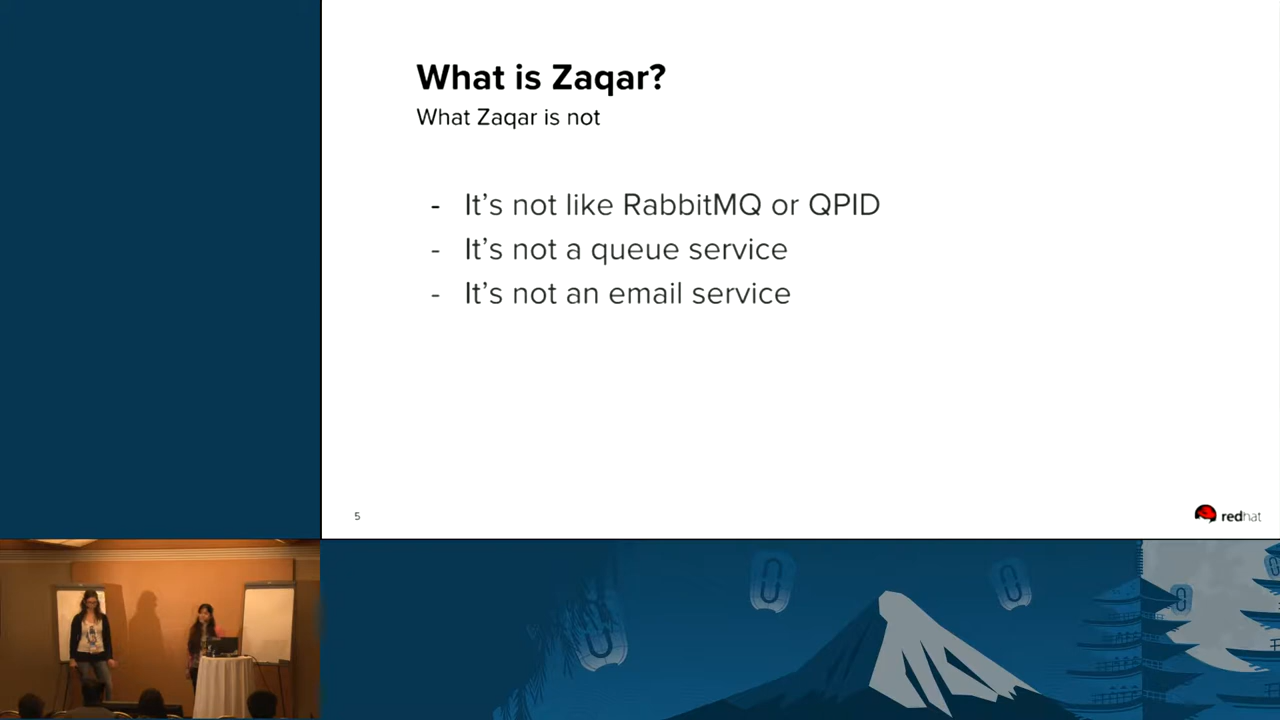 What is Zaqar?
What Zaqar is not
- It’s not like RabbitMQ or QPID
- It’s not a queue service
- It’s not an email service
5
redhat